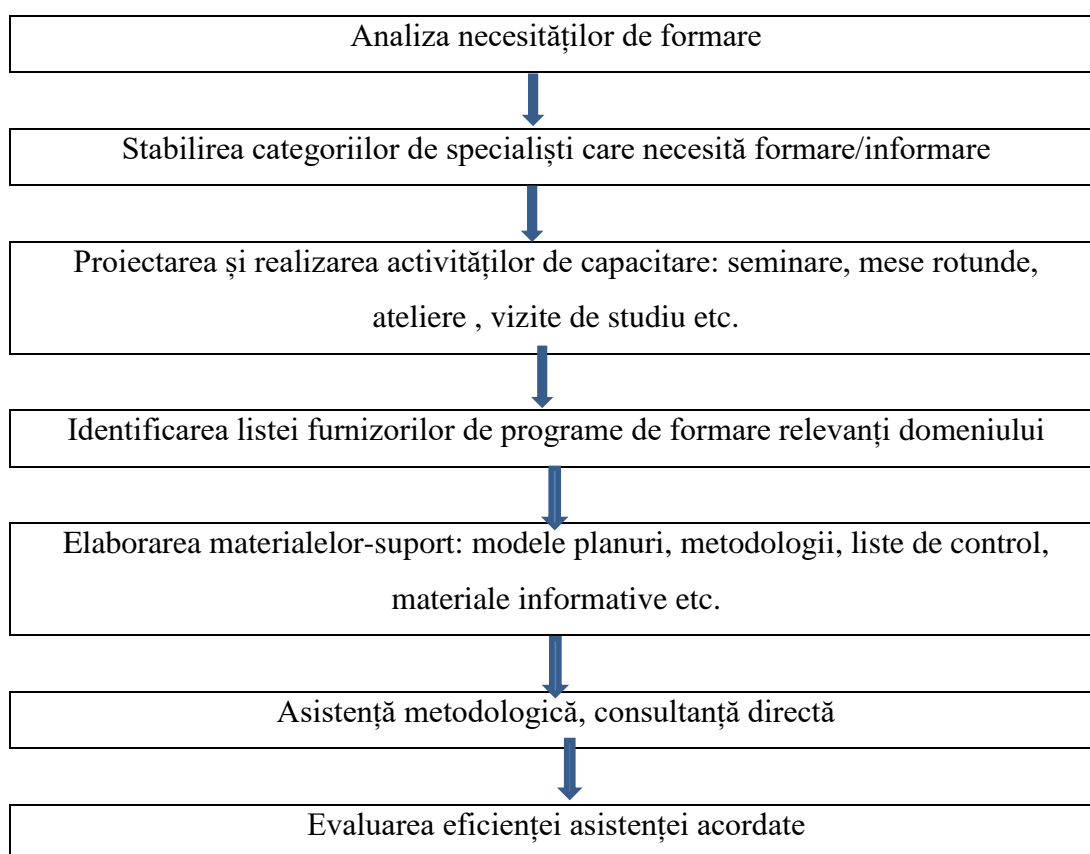 Analiza necesităților de formare
Stabilirea categoriilor de specialiști care necesită formare/informare
Proiectarea și realizarea activităților de capacitare: seminare, mese rotunde,
ateliere , vizite de studiu etc.
Identificarea listei furnizorilor de programe de formare relevanți domeniului
Elaborarea materialelor-suport: modele planuri, metodologii, liste de control,
materiale informative etc.
Asistență metodologică, consultanță directă
Evaluarea eficienței asistenței acordate